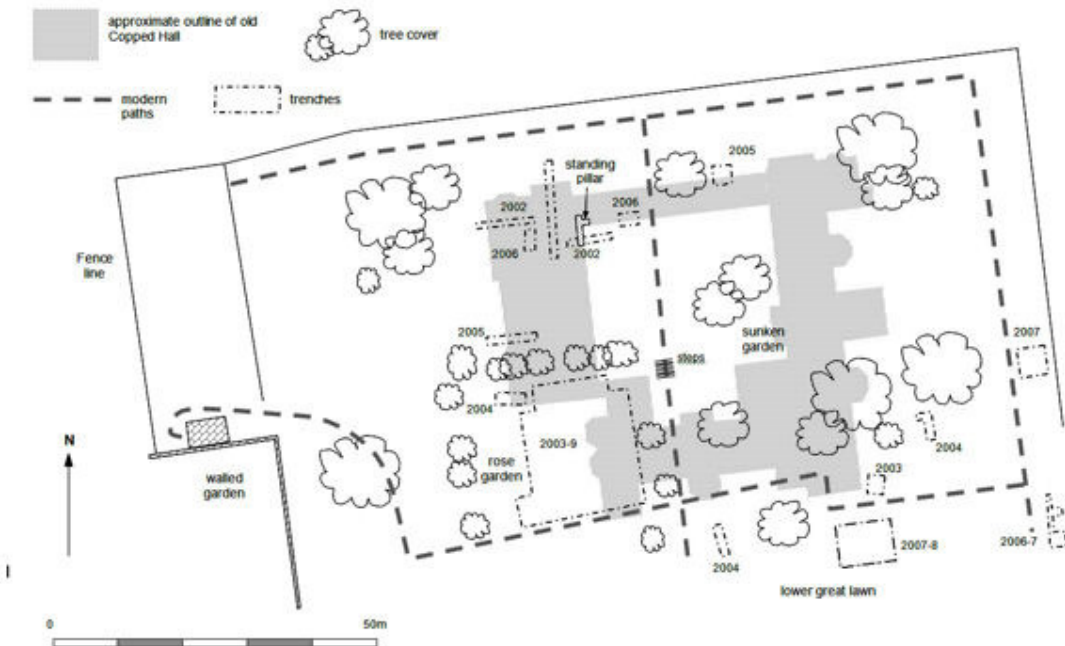 approximate outline of old
Copped Hall
tree cover
modern
paths
trenches
2005
standing
pillar
2002
2006
2006
2002
Fence
line
sunken
garden
2005
steps
2007
2004
2004
N
2003-9
rose
garden
walled
garden
2003
2006-7
2007-8
2004
lower great lawn
0
50m